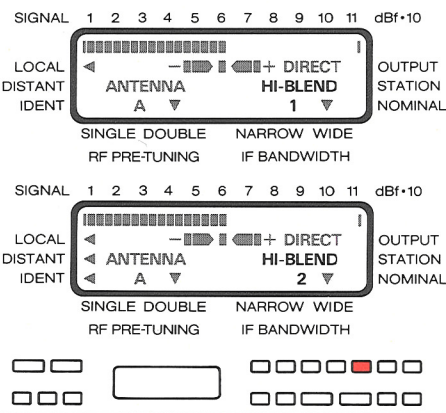 SIGNAL 1 2 3 4 5 6 7 8 9 10 11 dBf•10
LOCAL − + DIRECT OUTPUT
DISTANT ANTENNA HI-BLEND STATION
IDENT A 1 NOMINAL
SINGLE DOUBLE NARROW WIDE
RF PRE-TUNING IF BANDWIDTH
SIGNAL 1 2 3 4 5 6 7 8 9 10 11 dBf•10
LOCAL − + DIRECT OUTPUT
DISTANT ANTENNA HI-BLEND STATION
IDENT A 2 NOMINAL
SINGLE DOUBLE NARROW WIDE
RF PRE-TUNING IF BANDWIDTH